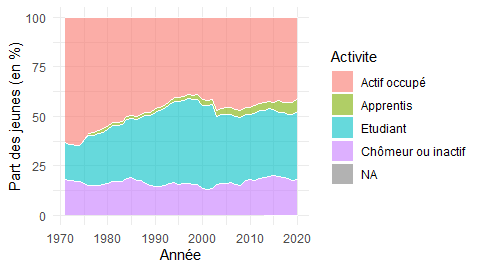 100
75
50
25
0
Part des jeunes (en %)
1970 1980 1990 2000 2010 2020
Année
Activite
Actif occupé
Apprentis
Etudiant
Chômeur ou inactif
NA